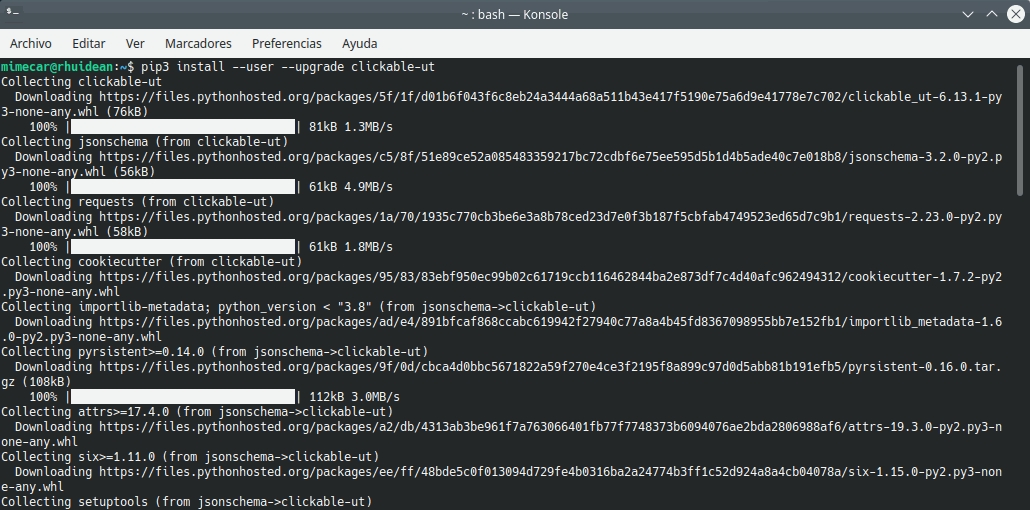 ~ : bash — Konsole
Archivo Editar Ver Marcadores Preferencias Ayuda
mimecar@rhuidean:~$ pip3 install --user --upgrade clickable-ut
Collecting clickable-ut
  Downloading https://files.pythonhosted.org/packages/5f/1f/d01b6f043f6c8eb24a3444a68a511b43e417f5190e75a6d9e41778e7c702/clickable_ut-6.13.1-py
3-none-any.whl (76kB)
    100% |████████████████████████████████| 81kB 1.3MB/s
Collecting jsonschema (from clickable-ut)
  Downloading https://files.pythonhosted.org/packages/c5/8f/51e89ce52a085483359217bc72cdbf6e75ee595d5b1d4b5ade40c7e018b8/jsonschema-3.2.0-py2.p
y3-none-any.whl (56kB)
    100% |████████████████████████████████| 61kB 4.9MB/s
Collecting requests (from clickable-ut)
  Downloading https://files.pythonhosted.org/packages/1a/70/1935c770cb3be6e3a8b78ced23d7e0f3b187f5cbfab4749523ed65d7c9b1/requests-2.23.0-py2.py
3-none-any.whl (58kB)
    100% |████████████████████████████████| 61kB 1.8MB/s
Collecting cookiecutter (from clickable-ut)
  Downloading https://files.pythonhosted.org/packages/95/83/83ebf950ec99b02c61719ccb116462844ba2e873df7c4d40afc962494312/cookiecutter-1.7.2-py2
.py3-none-any.whl
Collecting importlib-metadata; python_version < "3.8" (from jsonschema->clickable-ut)
  Downloading https://files.pythonhosted.org/packages/ad/e4/891bfcaf868ccabc619942f27940c77a8a4b45fd8367098955bb7e152fb1/importlib_metadata-1.6
.0-py2.py3-none-any.whl
Collecting pyrsistent>=0.14.0 (from jsonschema->clickable-ut)
  Downloading https://files.pythonhosted.org/packages/9f/0d/cbca4d0bbc5671822a59f270e4ce3f2195f8a899c97d0d5abb81b191efb5/pyrsistent-0.16.0.tar.
gz (108kB)
    100% |████████████████████████████████| 112kB 3.0MB/s
Collecting attrs>=17.4.0 (from jsonschema->clickable-ut)
  Downloading https://files.pythonhosted.org/packages/a2/db/4313ab3be961f7a763066401fb77f7748373b6094076ae2bda2806988af6/attrs-19.3.0-py2.py3-n
one-any.whl
Collecting six>=1.11.0 (from jsonschema->clickable-ut)
  Downloading https://files.pythonhosted.org/packages/ee/ff/48bde5c0f013094d729fe4b0316ba2a24774b3ff1c52d924a8a4cb04078a/six-1.15.0-py2.py3-non
e-any.whl
Collecting setuptools (from jsonschema->clickable-ut)